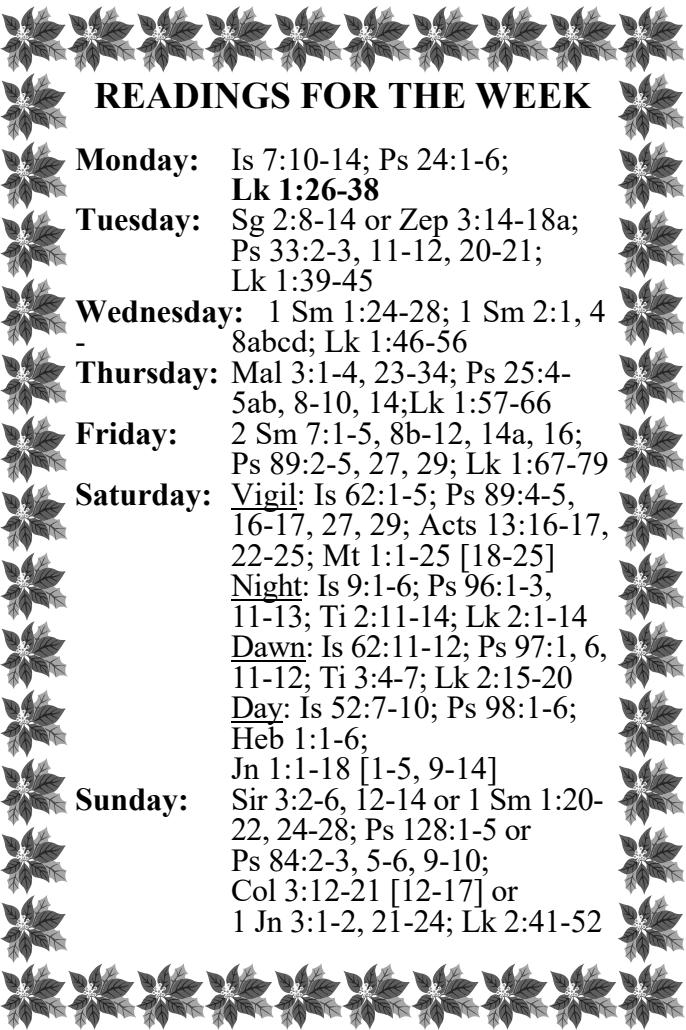 READINGS FOR THE WEEK
Monday: Is 7:10-14; Ps 24:1-6;
Lk 1:26-38
Tuesday: Sg 2:8-14 or Zep 3:14-18a;
Ps 33:2-3, 11-12, 20-21;
Lk 1:39-45
Wednesday: 1 Sm 1:24-28; 1 Sm 2:1, 4
- 8abcd; Lk 1:46-56
Thursday: Mal 3:1-4, 23-34; Ps 25:4-
5ab, 8-10, 14;Lk 1:57-66
Friday: 2 Sm 7:1-5, 8b-12, 14a, 16;
Ps 89:2-5, 27, 29; Lk 1:67-79
Saturday: Vigil: Is 62:1-5; Ps 89:4-5,
16-17, 27, 29; Acts 13:16-17,
22-25; Mt 1:1-25 [18-25]
Night: Is 9:1-6; Ps 96:1-3,
11-13; Ti 2:11-14; Lk 2:1-14
Dawn: Is 62:11-12; Ps 97:1, 6,
11-12; Ti 3:4-7; Lk 2:15-20
Day: Is 52:7-10; Ps 98:1-6;
Heb 1:1-6;
Jn 1:1-18 [1-5, 9-14]
Sunday: Sir 3:2-6, 12-14 or 1 Sm 1:20-
22, 24-28; Ps 128:1-5 or
Ps 84:2-3, 5-6, 9-10;
Col 3:12-21 [12-17] or
1 Jn 3:1-2, 21-24; Lk 2:41-52